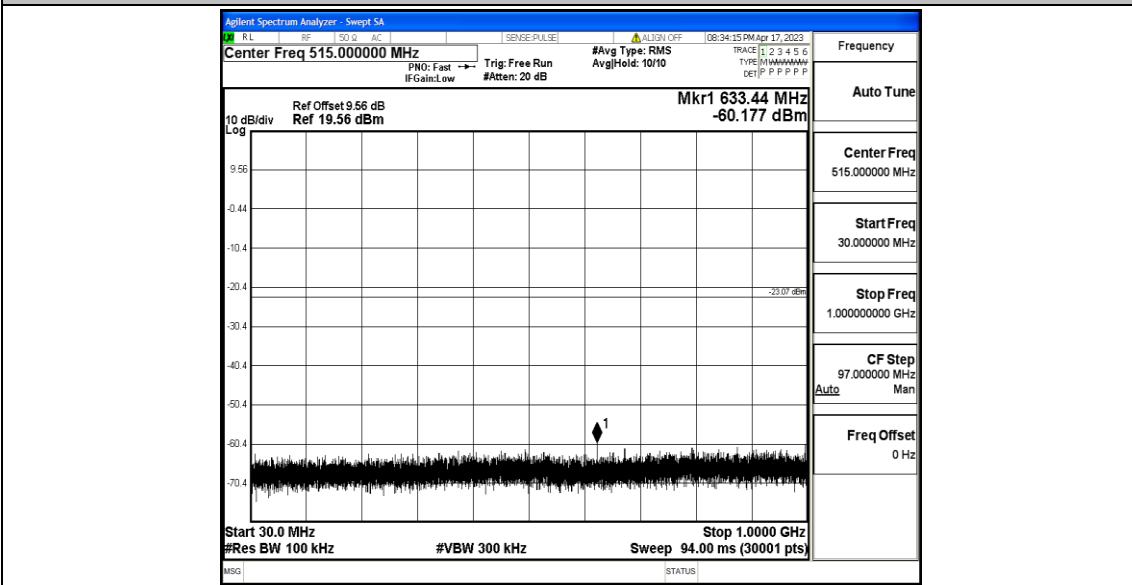 Agilent Spectrum Analyzer - Swept SA
LXI RL RF 50 Ω AC SENSE:PULSE ALIGN OFF 08:34:15 PM Apr 17, 2023
Center Freq 515.000000 MHz
PNO: Fast
IFGain:Low
Trig: Free Run
#Atten: 20 dB
#Avg Type: RMS
Avg|Hold: 10/10
TRACE 1 2 3 4 5 6
TYPE M
DET P P P P P P
Ref Offset 9.56 dB
10 dB/div Ref 19.56 dBm
Log
Mkr1 633.44 MHz
-60.177 dBm
9.56
-0.44
-10.4
-20.4
-23.07 dBm
-30.4
-40.4
-50.4
1
-60.4
-70.4
Start 30.0 MHz Stop 1.0000 GHz
#Res BW 100 kHz #VBW 300 kHz Sweep 94.00 ms (30001 pts)
MSG STATUS
Frequency
Auto Tune
Center Freq
515.000000 MHz
Start Freq
30.000000 MHz
Stop Freq
1.000000000 GHz
CF Step
97.000000 MHz
Auto Man
Freq Offset
0 Hz